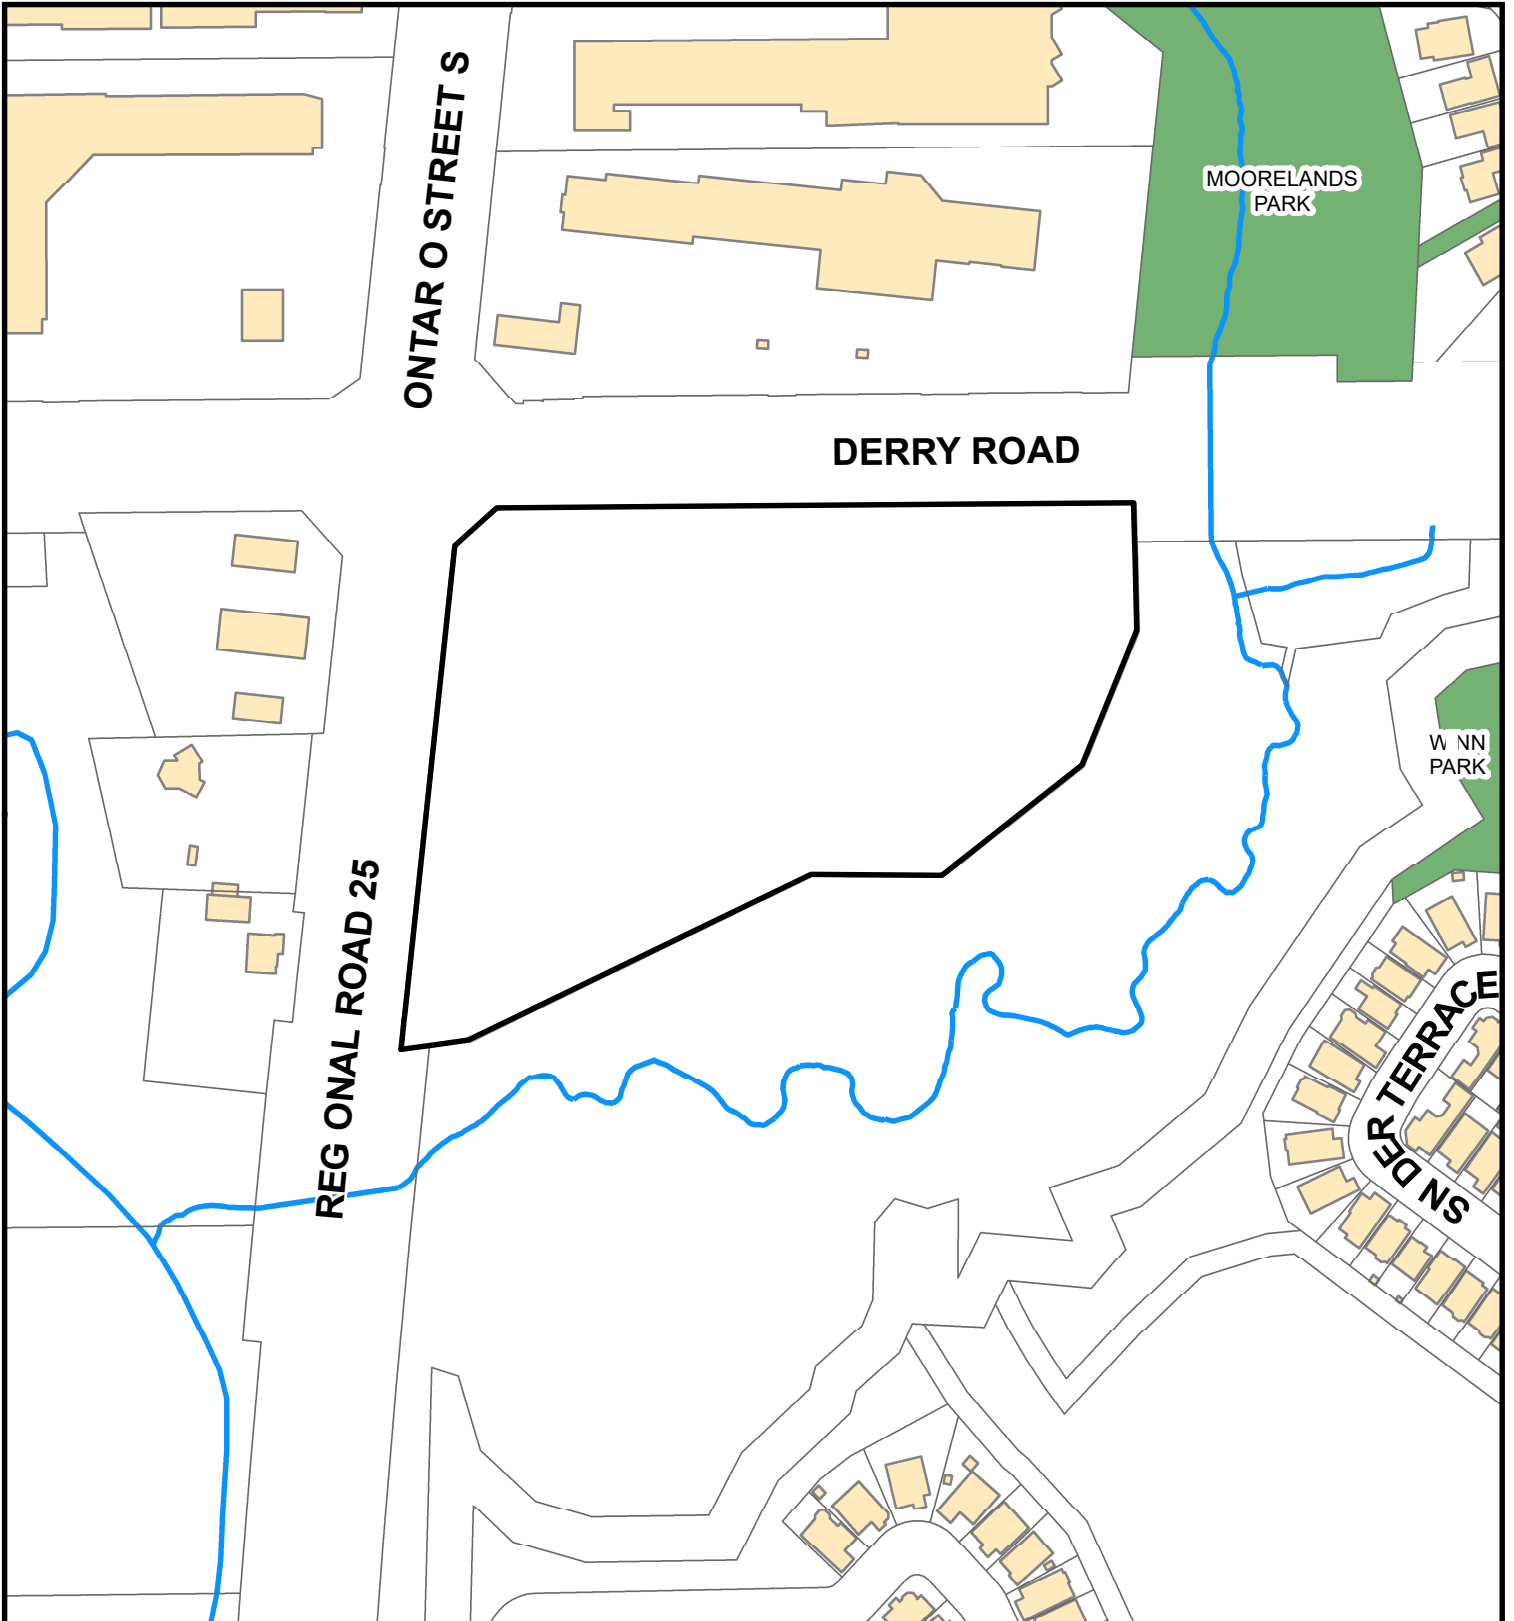 ONTAR O STREET S
MOORELANDS
PARK
DERRY ROAD
W NN
PARK
REG ONAL ROAD 25
SN DER TERRACE